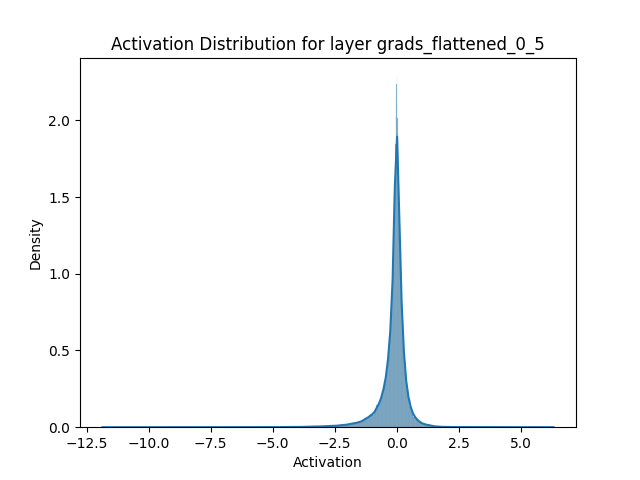 Activation Distribution for layer grads_flattened_0_5
Density
2.0
1.5
1.0
0.5
0.0
−12.5 −10.0 −7.5 −5.0 −2.5 0.0 2.5 5.0
Activation